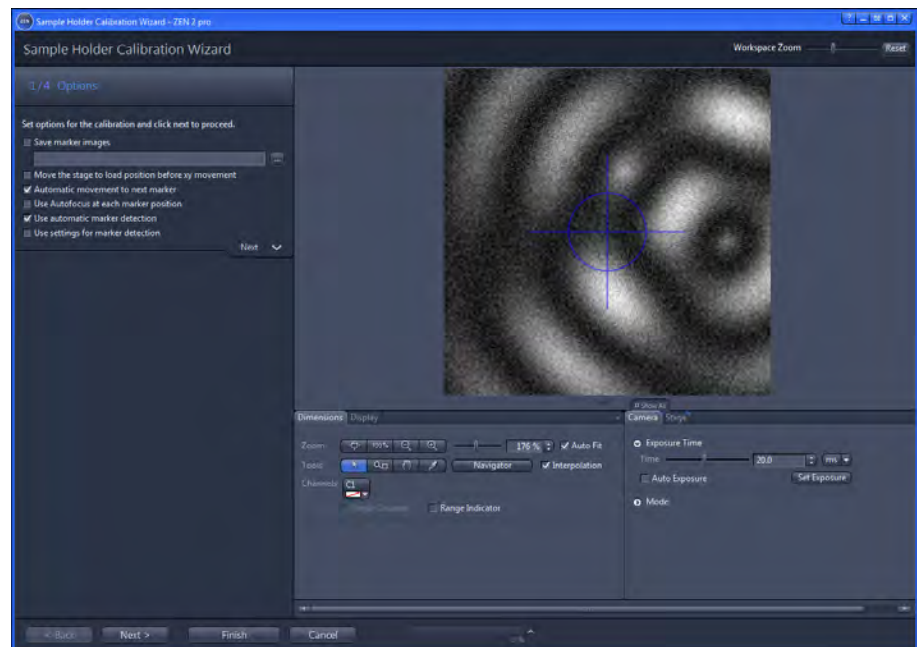 ZEN Sample Holder Calibration Wizard - ZEN 2 pro
Sample Holder Calibration Wizard
Workspace Zoom
Reset
1/4 Options
Set options for the calibration and click next to proceed.
Save marker images
Move the stage to load position before xy movement
Automatic movement to next marker
Use Autofocus at each marker position
Use automatic marker detection
Use settings for marker detection
Next
Show All
Dimensions Display
Camera Stage
Zoom: 100% 176 % Auto Fit
Tools: Navigator Interpolation
Channels: C1
Range Indicator
Exposure Time
Time 20.0 ms
Auto Exposure Set Exposure
Mode
< Back Next > Finish Cancel